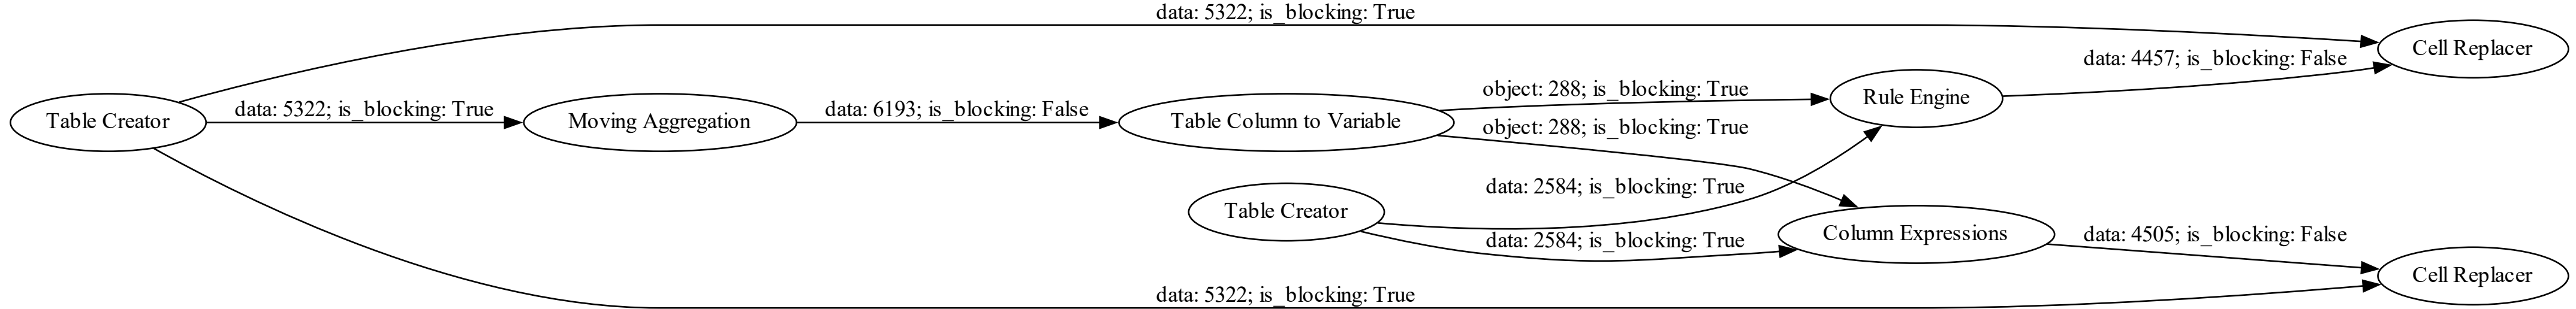 data: 5322; is_blocking: True
Cell Replacer
data: 4457; is_blocking: False
object: 288; is_blocking: True
Rule Engine
Table Creator
data: 5322; is_blocking: True
Moving Aggregation
data: 6193; is_blocking: False
Table Column to Variable
object: 288; is_blocking: True
data: 2584; is_blocking: True
Table Creator
data: 2584; is_blocking: True
Column Expressions
data: 4505; is_blocking: False
Cell Replacer
data: 5322; is_blocking: True